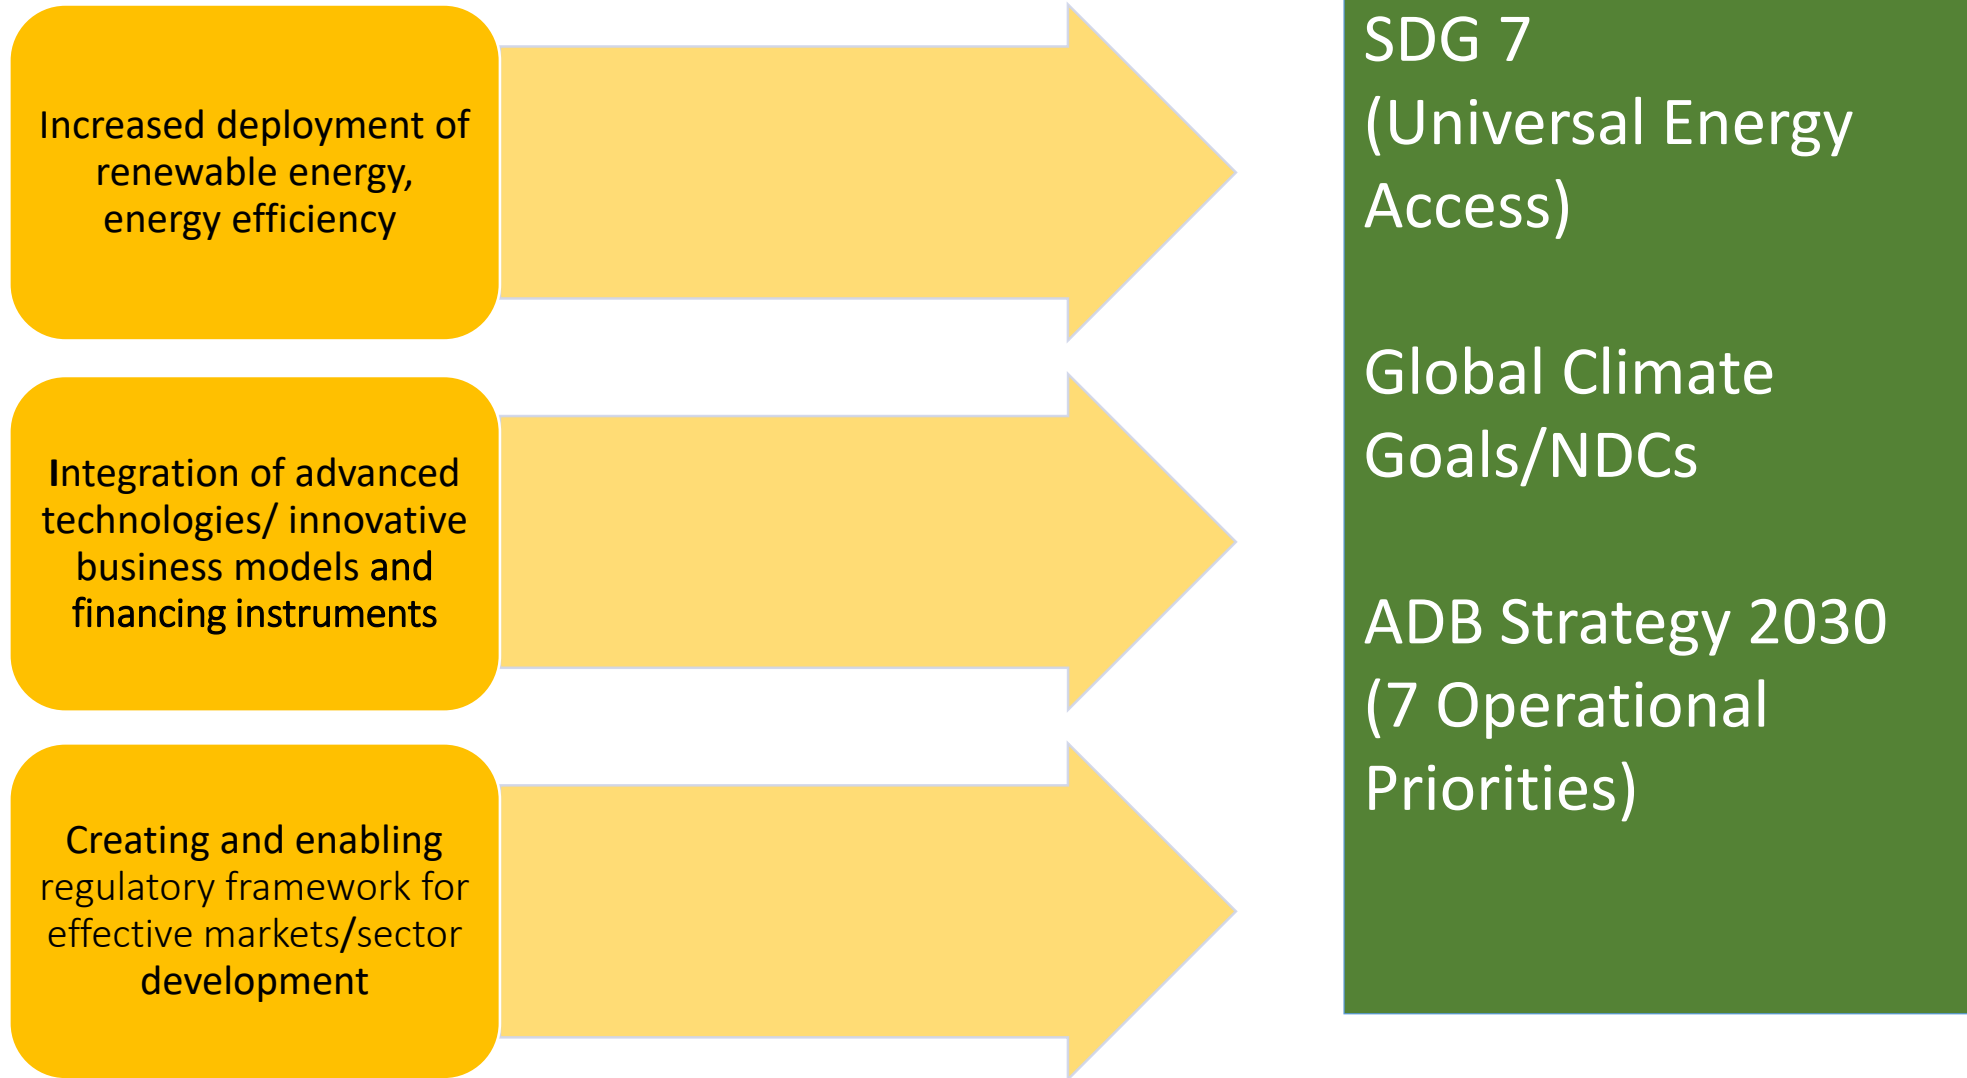 Increased deployment of
renewable energy,
energy efficiency
Integration of advanced
technologies/ innovative
business models and
financing instruments
Creating and enabling
regulatory framework for
effective markets/sector
development
SDG 7
(Universal Energy
Access)
Global Climate
Goals/NDCs
ADB Strategy 2030
(7 Operational
Priorities)